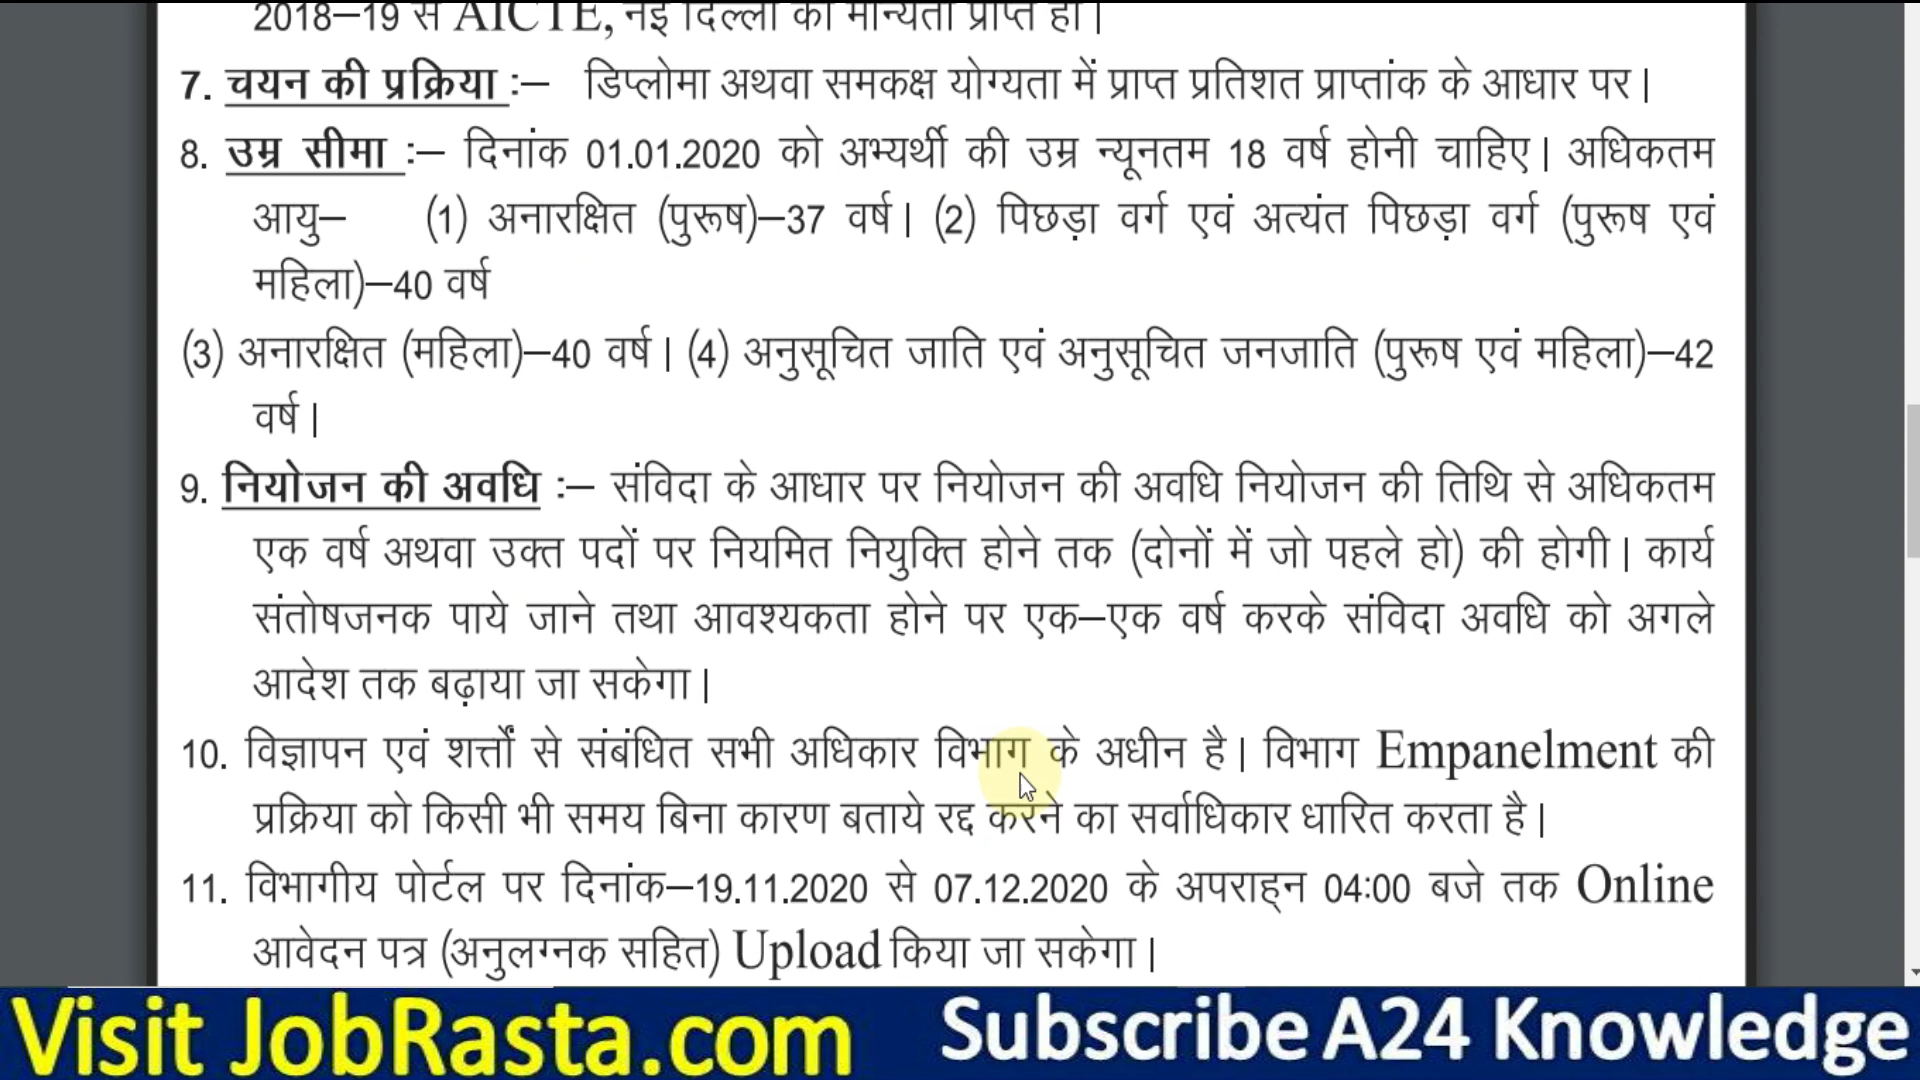 2018–19 से AICTE, नई दिल्ली की मान्यता प्राप्त हो।
7. चयन की प्रक्रिया :– डिप्लोमा अथवा समकक्ष योग्यता में प्राप्त प्रतिशत प्राप्तांक के आधार पर।
8. उम्र सीमा :– दिनांक 01.01.2020 को अभ्यर्थी की उम्र न्यूनतम 18 वर्ष होनी चाहिए। अधिकतम
आयु– (1) अनारक्षित (पुरूष)–37 वर्ष। (2) पिछड़ा वर्ग एवं अत्यंत पिछड़ा वर्ग (पुरूष एवं
महिला)–40 वर्ष
(3) अनारक्षित (महिला)–40 वर्ष। (4) अनुसूचित जाति एवं अनुसूचित जनजाति (पुरूष एवं महिला)–42
वर्ष।
9. नियोजन की अवधि :– संविदा के आधार पर नियोजन की अवधि नियोजन की तिथि से अधिकतम
एक वर्ष अथवा उक्त पदों पर नियमित नियुक्ति होने तक (दोनों में जो पहले हो) की होगी। कार्य
संतोषजनक पाये जाने तथा आवश्यकता होने पर एक–एक वर्ष करके संविदा अवधि को अगले
आदेश तक बढ़ाया जा सकेगा।
10. विज्ञापन एवं शर्त्तों से संबंधित सभी अधिकार विभाग के अधीन है। विभाग Empanelment की
प्रक्रिया को किसी भी समय बिना कारण बताये रद्द करने का सर्वाधिकार धारित करता है।
11. विभागीय पोर्टल पर दिनांक–19.11.2020 से 07.12.2020 के अपराह्न 04:00 बजे तक Online
आवेदन पत्र (अनुलग्नक सहित) Upload किया जा सकेगा।
Visit JobRasta.com Subscribe A24 Knowledge